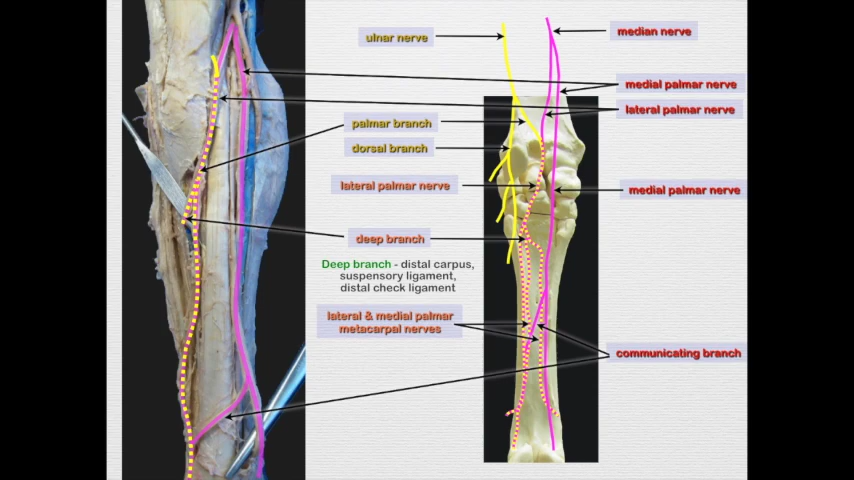 ulnar nerve
median nerve
medial palmar nerve
lateral palmar nerve
palmar branch
dorsal branch
lateral palmar nerve
medial palmar nerve
deep branch
Deep branch - distal carpus,
suspensory ligament,
distal check ligament
lateral & medial palmar
metacarpal nerves
communicating branch